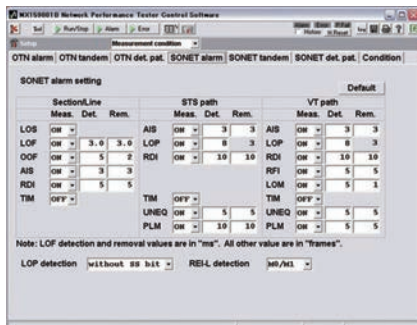 MX159001B Network Performance Tester Control Software
Set Run/Stop Alarm Error
Alarm Error P.Fail
History H.Reset
Setup Measurement condition
OTN alarm OTN tandem OTN det. pat. SONET alarm SONET tandem SONET det. pat. Condition
SONET alarm setting
Default
Section/Line STS path VT path
Meas. Det. Rem. Meas. Det. Rem. Meas. Det. Rem.
LOS ON AIS ON 3 3 AIS ON 3 3
LOF ON 3.0 3.0 LOP ON 8 3 LOP ON 8 3
OOF ON 5 2 RDI ON 10 10 RDI ON 10 10
AIS ON 3 3 RFI ON 5 5
RDI ON 5 5 LOM ON 5 1
TIM OFF TIM OFF TIM OFF
UNEQ ON 5 5 UNEQ ON 5 5
PLM ON 10 10 PLM ON 5 5
Note: LOF detection and removal values are in "ms". All other value are in "frames".
LOP detection without SS bit REI-L detection M0/M1